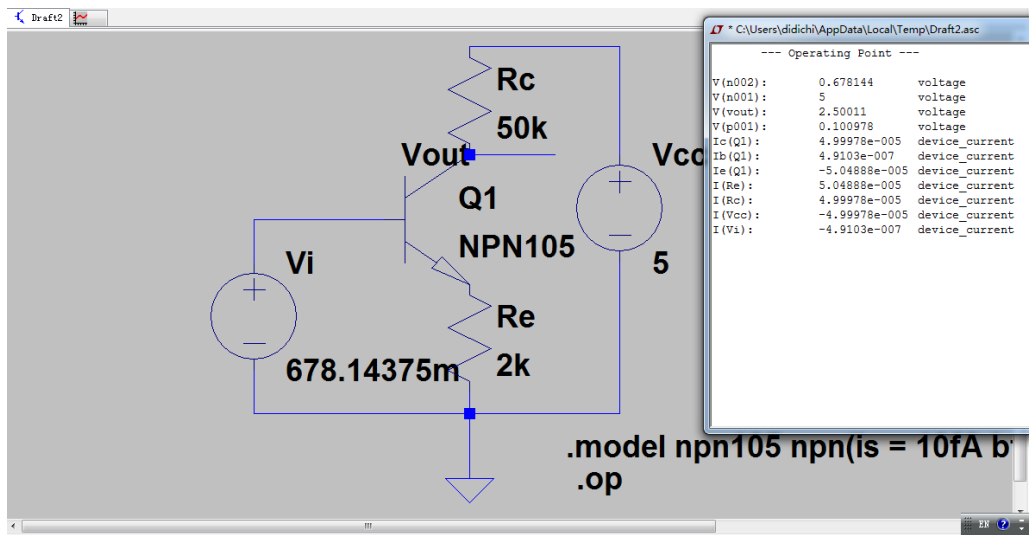 Draft2
* C:\Users\didichi\AppData\Local\Temp\Draft2.asc
--- Operating Point ---
V(n002): 0.678144 voltage
V(n001): 5 voltage
V(vout): 2.50011 voltage
V(p001): 0.100978 voltage
Ic(Q1): 4.99978e-005 device_current
Ib(Q1): 4.9103e-007 device_current
Ie(Q1): -5.04888e-005 device_current
I(Re): 5.04888e-005 device_current
I(Rc): 4.99978e-005 device_current
I(Vcc): -4.99978e-005 device_current
I(Vi): -4.9103e-007 device_current
Rc
50k
Vout
Vcc
Q1
NPN105
5
Vi
678.14375m
Re
2k
.model npn105 npn(is = 10fA
.op
EN